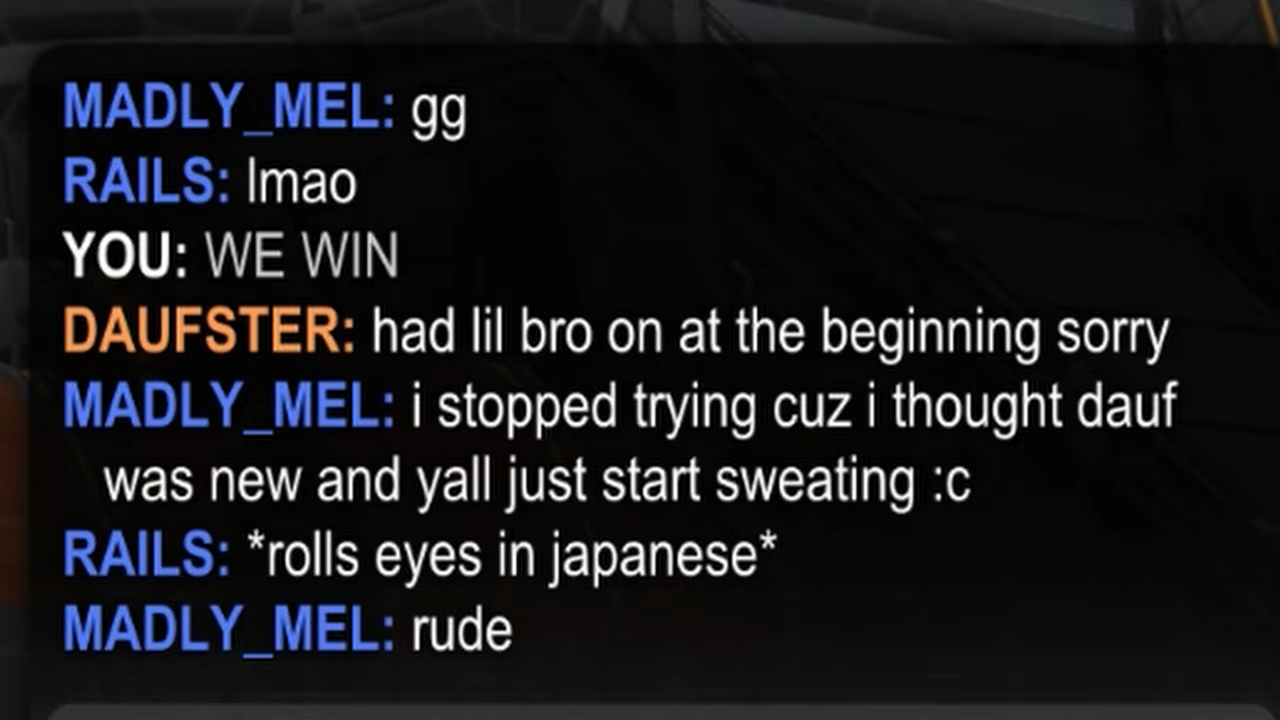 MADLY_MEL: gg
RAILS: lmao
YOU: WE WIN
DAUFSTER: had lil bro on at the beginning sorry
MADLY_MEL: i stopped trying cuz i thought dauf
was new and yall just start sweating :c
RAILS: *rolls eyes in japanese*
MADLY_MEL: rude